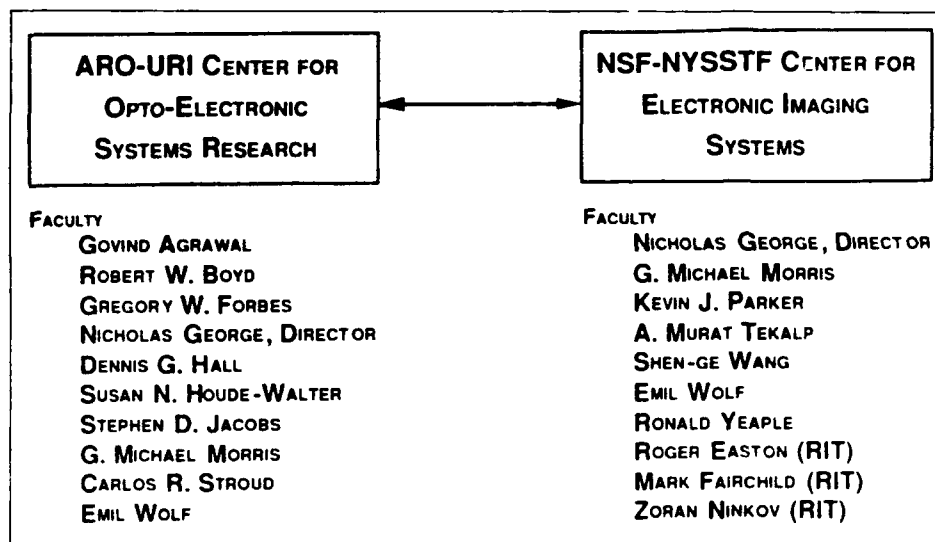 ARO-URI CENTER FOR
OPTO-ELECTRONIC
SYSTEMS RESEARCH
FACULTY
GOVIND AGRAWAL
ROBERT W. BOYD
GREGORY W. FORBES
NICHOLAS GEORGE, DIRECTOR
DENNIS G. HALL
SUSAN N. HOUDE-WALTER
STEPHEN D. JACOBS
G. MICHAEL MORRIS
CARLOS R. STROUD
EMIL WOLF
NSF-NYSSTF CENTER FOR
ELECTRONIC IMAGING
SYSTEMS
FACULTY
NICHOLAS GEORGE, DIRECTOR
G. MICHAEL MORRIS
KEVIN J. PARKER
A. MURAT TEKALP
SHEN-GE WANG
EMIL WOLF
RONALD YEAPLE
ROGER EASTON (RIT)
MARK FAIRCHILD (RIT)
ZORAN NINKOV (RIT)